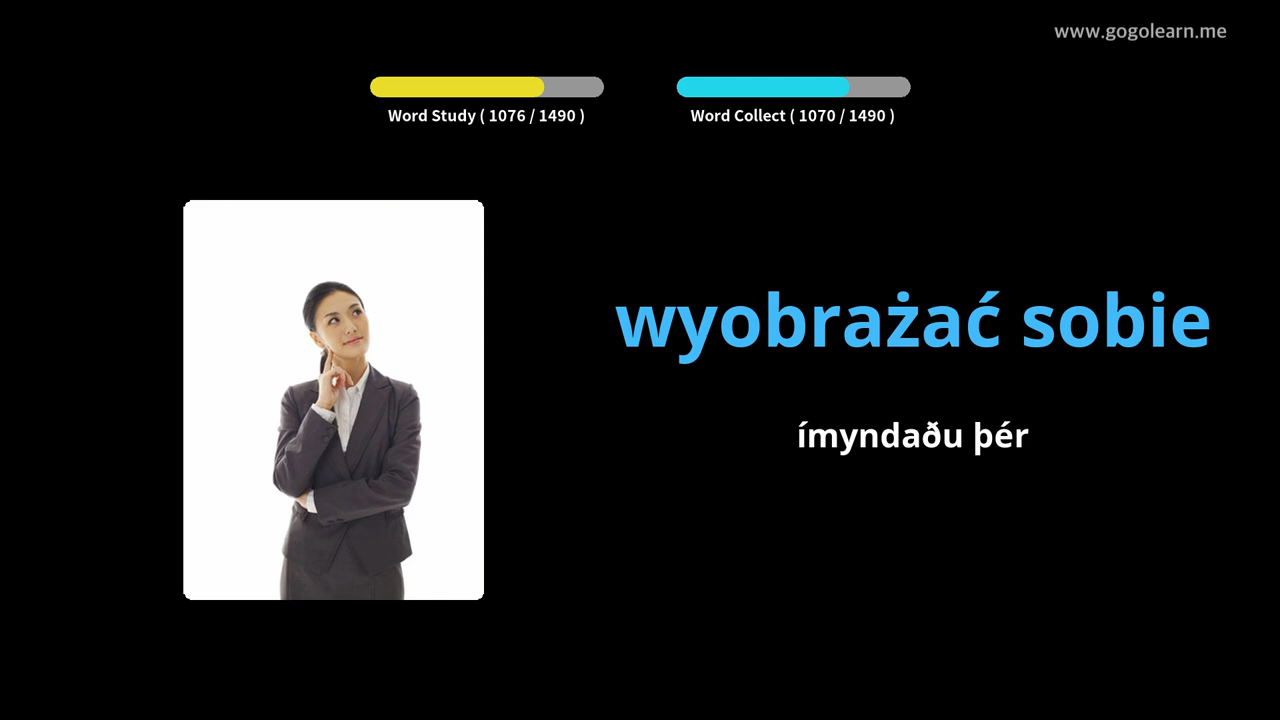 www.gogolearn.me
Word Study ( 1076 / 1490 )
Word Collect ( 1070 / 1490 )
wyobrażać sobie
ímyndaðu þér